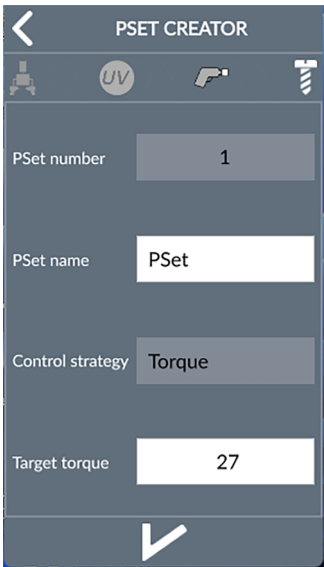 PSET CREATOR
UV
PSet number
1
PSet name
PSet
Control strategy
Torque
Target torque
27